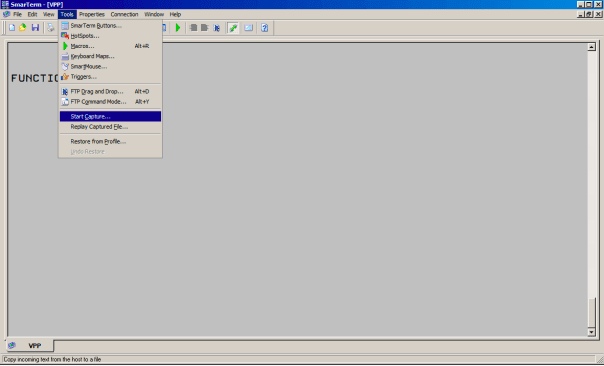 SmarTerm - [VPP]
File Edit View Tools Properties Connection Window Help
SmarTerm Buttons...
HotSpots...
Macros... Alt+R
Keyboard Maps...
SmartMouse...
Triggers...
FTP Drag and Drop... Alt+D
FTP Command Mode... Alt+Y
Start Capture...
Replay Captured File...
Restore from Profile...
Undo Restore
FUNCTIO
VPP
Copy incoming text from the host to a file